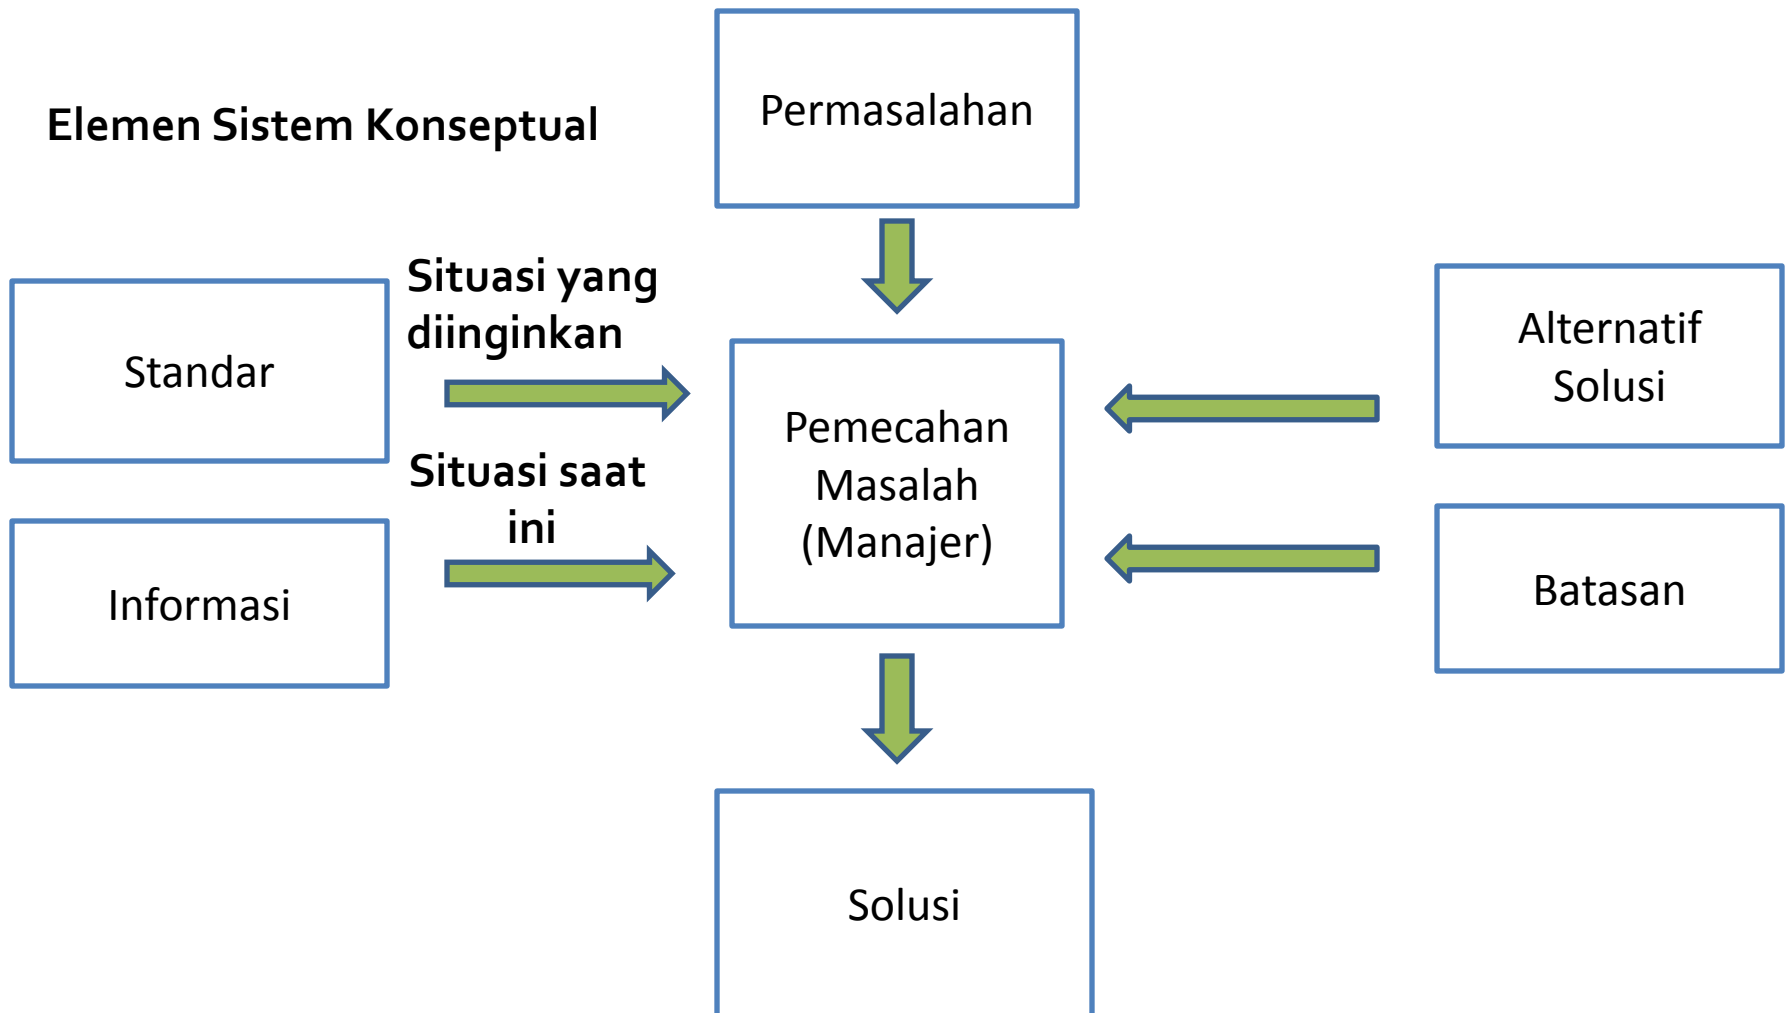 Permasalahan
Elemen Sistem Konseptual
Situasi yang
diinginkan
Standar
Alternatif
Solusi
Pemecahan
Masalah
(Manajer)
Situasi saat
ini
Informasi
Batasan
Solusi